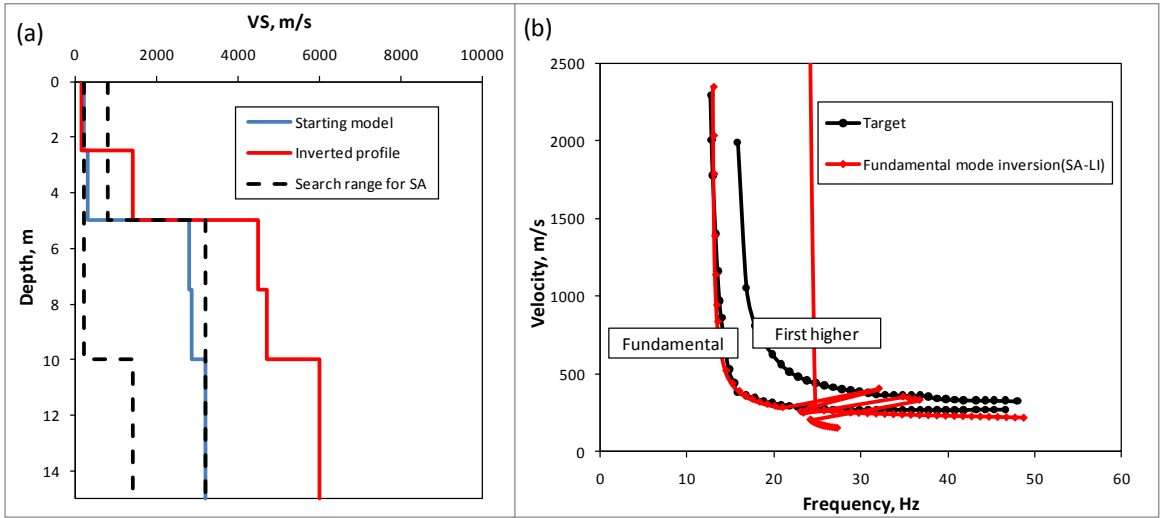 (a)
VS, m/s
0 2000 4000 6000 8000 10000
0
2
4
6
8
10
12
14
Depth, m
Starting model
Inverted profile
Search range for SA
(b)
2500
2000
1500
1000
500
0
Velocity, m/s
Target
Fundamental mode inversion(SA-LI)
Fundamental
First higher
0 10 20 30 40 50 60
Frequency, Hz